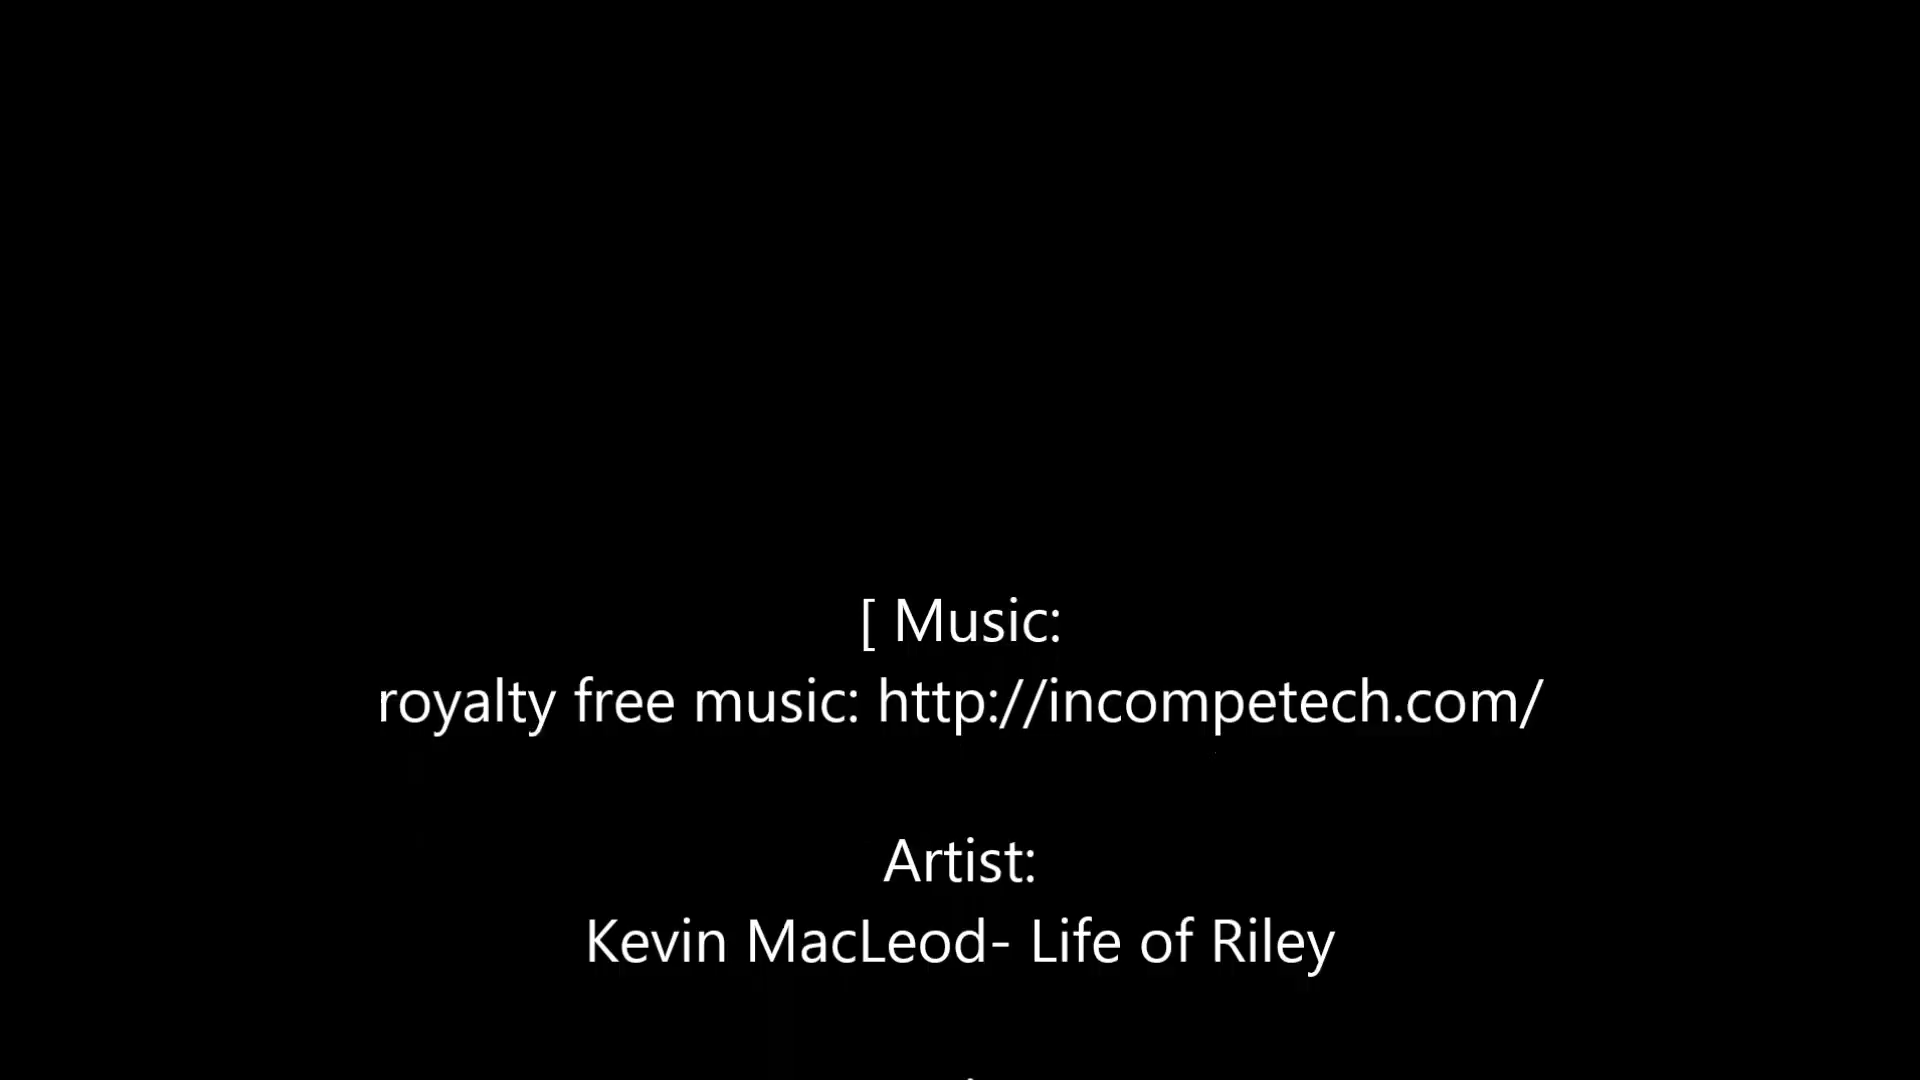 [ Music:
royalty free music: http://incompetech.com/
Artist:
Kevin MacLeod- Life of Riley